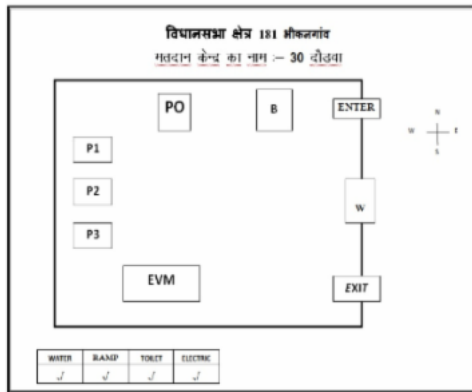 विधानसभा क्षेत्र 181 भीकनगांव
मतदान केन्द्र का नाम :– 30 दौडवा
PO
B
ENTER
N
W E
S
P1
P2
W
P3
EVM
EXIT
WATER RAMP TOILET ELECTRIC
√ √ √ √